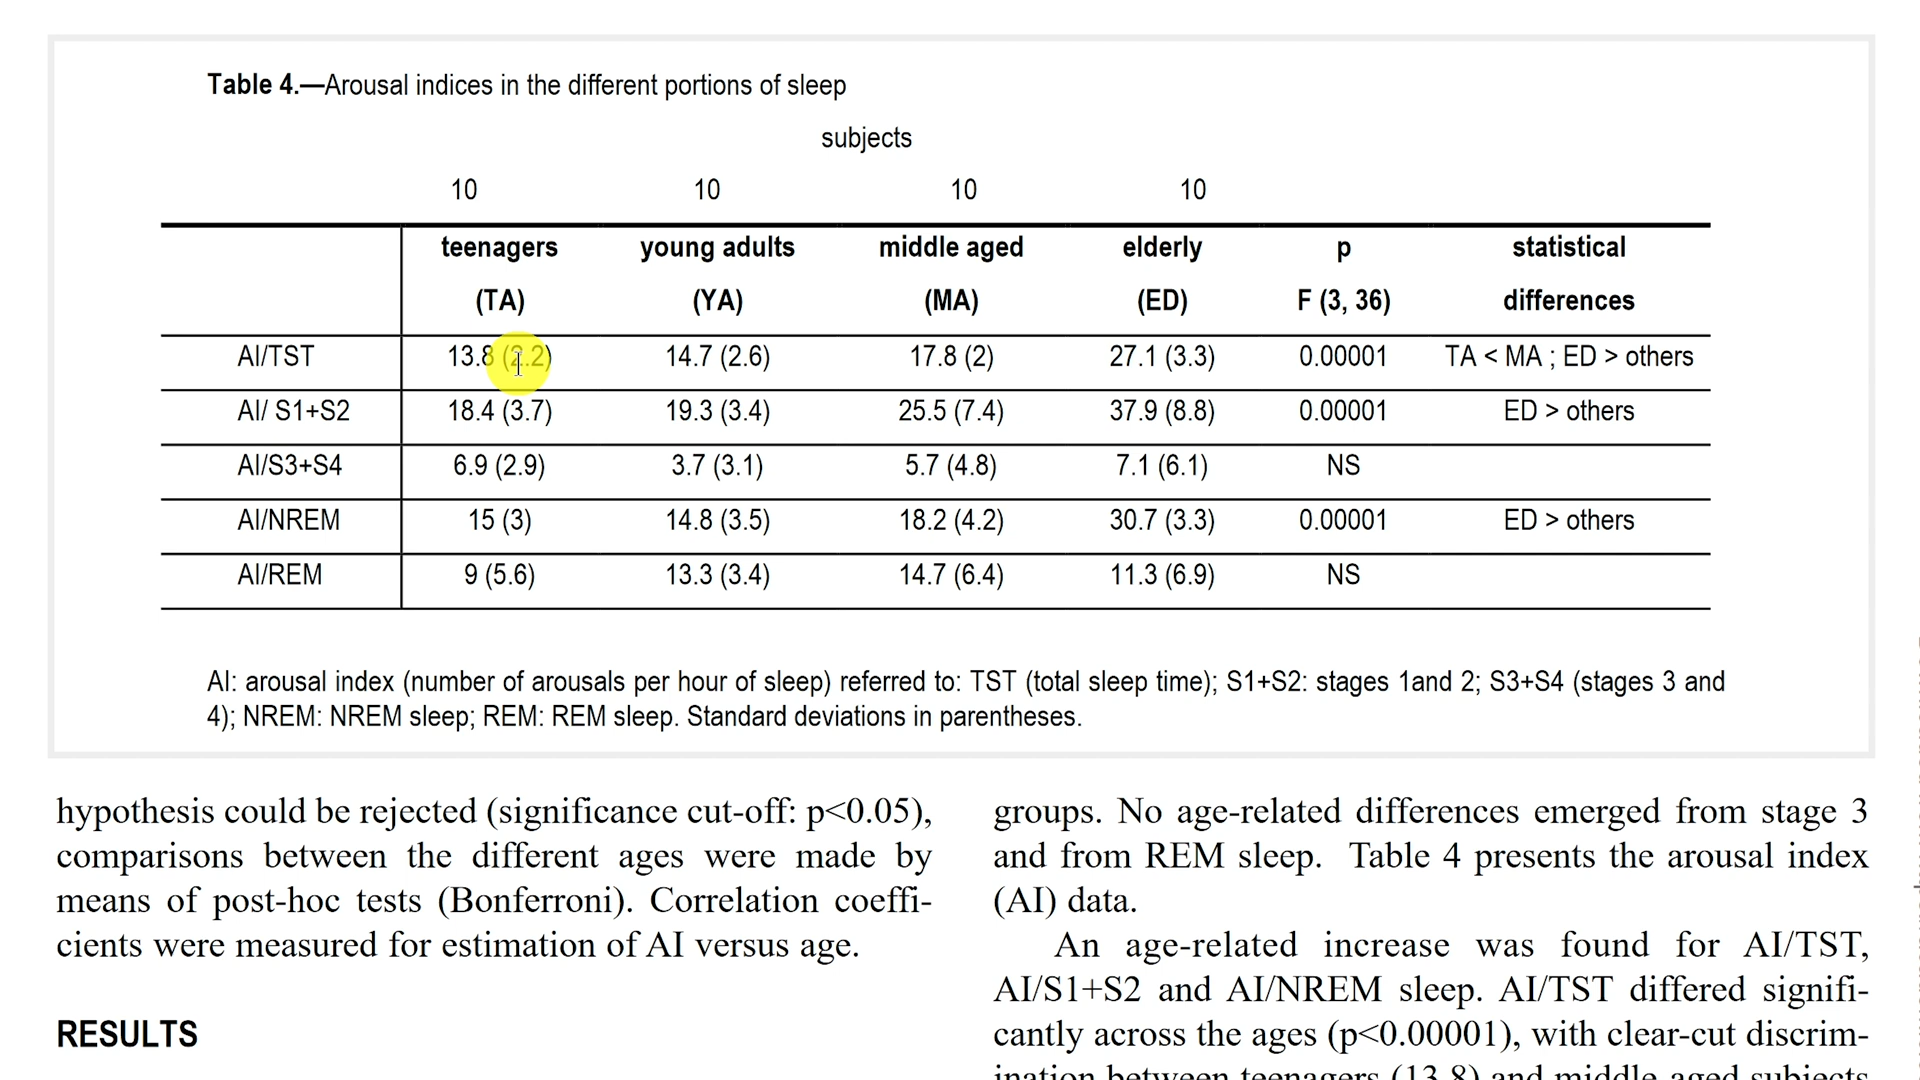 Table 4.—Arousal indices in the different portions of sleep
subjects
10 10 10 10
teenagers young adults middle aged elderly p statistical
(TA) (YA) (MA) (ED) F (3, 36) differences
AI/TST 13.8 (2.2) 14.7 (2.6) 17.8 (2) 27.1 (3.3) 0.00001 TA < MA ; ED > others
AI/ S1+S2 18.4 (3.7) 19.3 (3.4) 25.5 (7.4) 37.9 (8.8) 0.00001 ED > others
AI/S3+S4 6.9 (2.9) 3.7 (3.1) 5.7 (4.8) 7.1 (6.1) NS
AI/NREM 15 (3) 14.8 (3.5) 18.2 (4.2) 30.7 (3.3) 0.00001 ED > others
AI/REM 9 (5.6) 13.3 (3.4) 14.7 (6.4) 11.3 (6.9) NS
AI: arousal index (number of arousals per hour of sleep) referred to: TST (total sleep time); S1+S2: stages 1and 2; S3+S4 (stages 3 and
4); NREM: NREM sleep; REM: REM sleep. Standard deviations in parentheses.
hypothesis could be rejected (significance cut-off: p<0.05),
comparisons between the different ages were made by
means of post-hoc tests (Bonferroni). Correlation coeffi-
cients were measured for estimation of AI versus age.
RESULTS
groups. No age-related differences emerged from stage 3
and from REM sleep. Table 4 presents the arousal index
(AI) data.
An age-related increase was found for AI/TST,
AI/S1+S2 and AI/NREM sleep. AI/TST differed signifi-
cantly across the ages (p<0.00001), with clear-cut discrim-
ination between teenagers (13.8) and middle-aged subjects